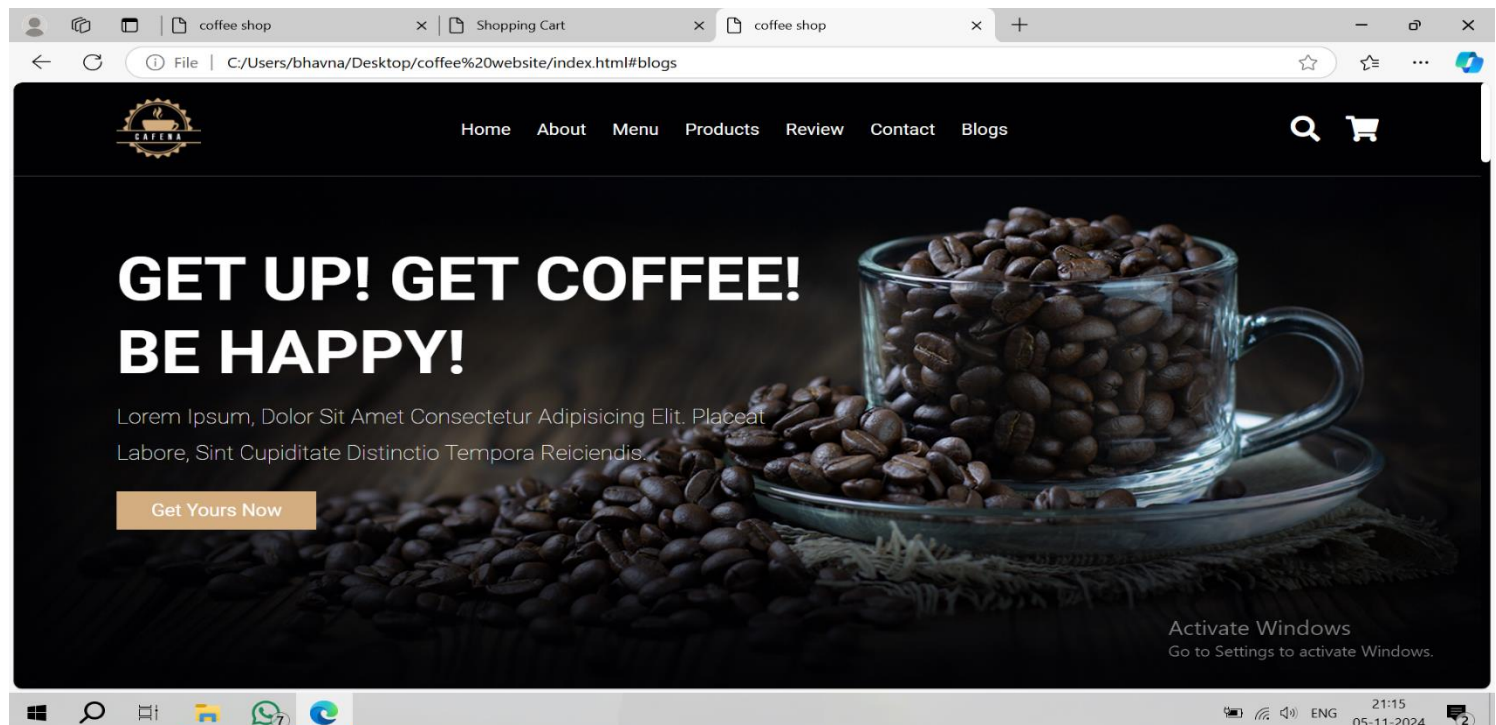 coffee shop
Shopping Cart
coffee shop
File
C:/Users/bhavna/Desktop/coffee%20website/index.html#blogs
CAFENA
Home About Menu Products Review Contact Blogs
GET UP! GET COFFEE!
BE HAPPY!
Lorem Ipsum, Dolor Sit Amet Consectetur Adipisicing Elit. Placeat
Labore, Sint Cupiditate Distinctio Tempora Reiciendis.
Get Yours Now
Activate Windows
Go to Settings to activate Windows.
7
ENG
21:15
05-11-2024
2